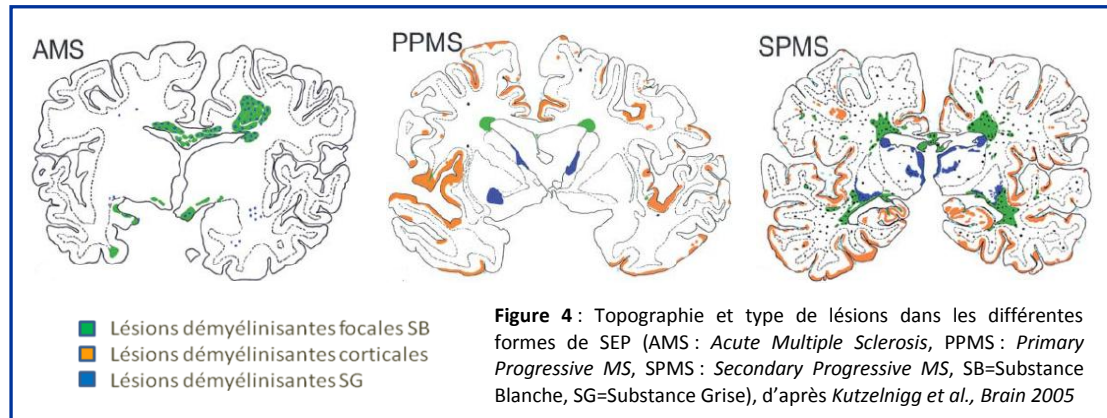 AMS
PPMS
SPMS
Lésions démyélinisantes focales SB
Lésions démyélinisantes corticales
Lésions démyélinisantes SG
Figure 4 : Topographie et type de lésions dans les différentes
formes de SEP (AMS : Acute Multiple Sclerosis, PPMS : Primary
Progressive MS, SPMS : Secondary Progressive MS, SB=Substance
Blanche, SG=Substance Grise), d’après Kutzelnigg et al., Brain 2005